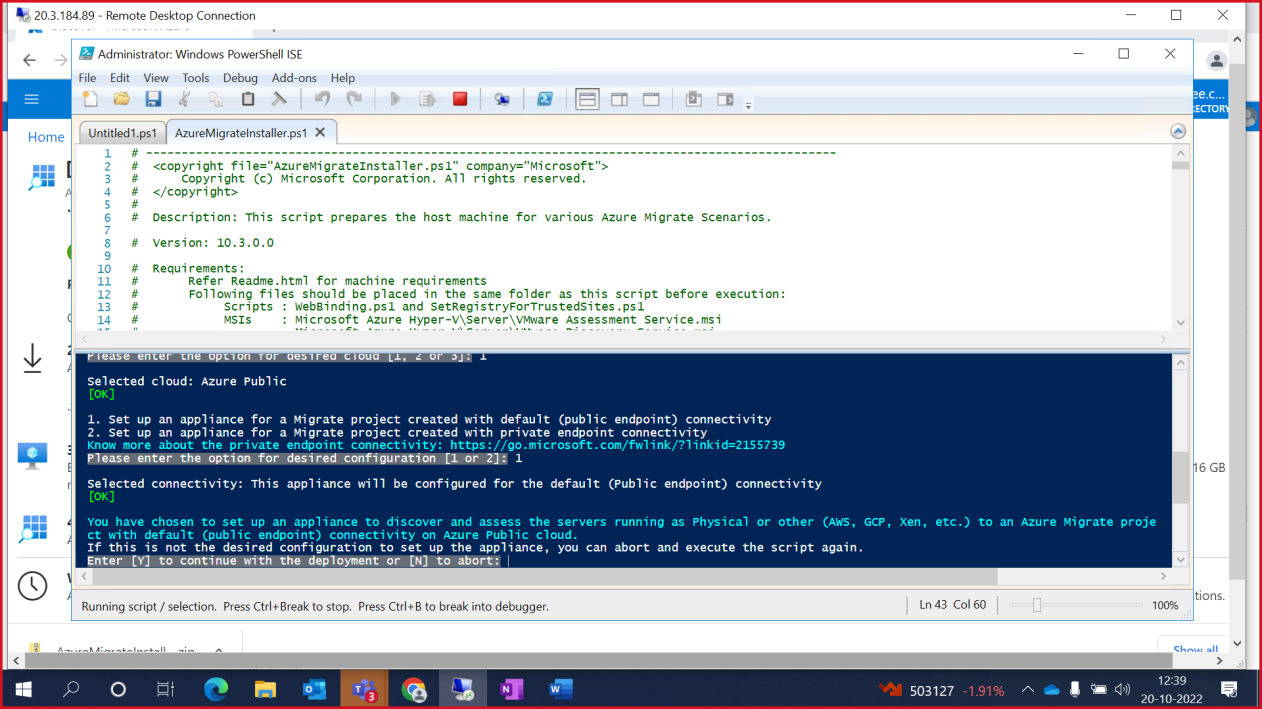 20.3.184.89 - Remote Desktop Connection
Administrator: Windows PowerShell ISE
File Edit View Tools Debug Add-ons Help
ee.c...
ECTORY
Home
Untitled1.ps1 AzureMigrateInstaller.ps1
1 # ----------------------------------------------------------------------------------------------
2 # <copyright file="AzureMigrateInstaller.ps1" company="Microsoft">
3 # Copyright (c) Microsoft Corporation. All rights reserved.
4 # </copyright>
5 #
6 # Description: This script prepares the host machine for various Azure Migrate Scenarios.
7
8 # Version: 10.3.0.0
9
10 # Requirements:
11 # Refer Readme.html for machine requirements
12 # Following files should be placed in the same folder as this script before execution:
13 # Scripts : WebBinding.ps1 and SetRegistryForTrustedSites.ps1
14 # MSIs : Microsoft Azure Hyper-V\Server\VMware Assessment Service.msi
Please enter the option for desired cloud [1, 2 or 3]: 1
Selected cloud: Azure Public
[OK]
1. Set up an appliance for a Migrate project created with default (public endpoint) connectivity
2. Set up an appliance for a Migrate project created with private endpoint connectivity
Know more about the private endpoint connectivity: https://go.microsoft.com/fwlink/?linkid=2155739
Please enter the option for desired configuration [1 or 2]: 1
Selected connectivity: This appliance will be configured for the default (Public endpoint) connectivity
[OK]
You have chosen to set up an appliance to discover and assess the servers running as Physical or other (AWS, GCP, Xen, etc.) to an Azure Migrate proje
ct with default (public endpoint) connectivity on Azure Public cloud.
If this is not the desired configuration to set up the appliance, you can abort and execute the script again.
Enter [Y] to continue with the deployment or [N] to abort:
16 GB
tions.
Running script / selection. Press Ctrl+Break to stop. Press Ctrl+B to break into debugger.
Ln 43 Col 60
100%
AzureMigrateInstall....zip
Show all
3
503127 -1.91%
12:39
20-10-2022